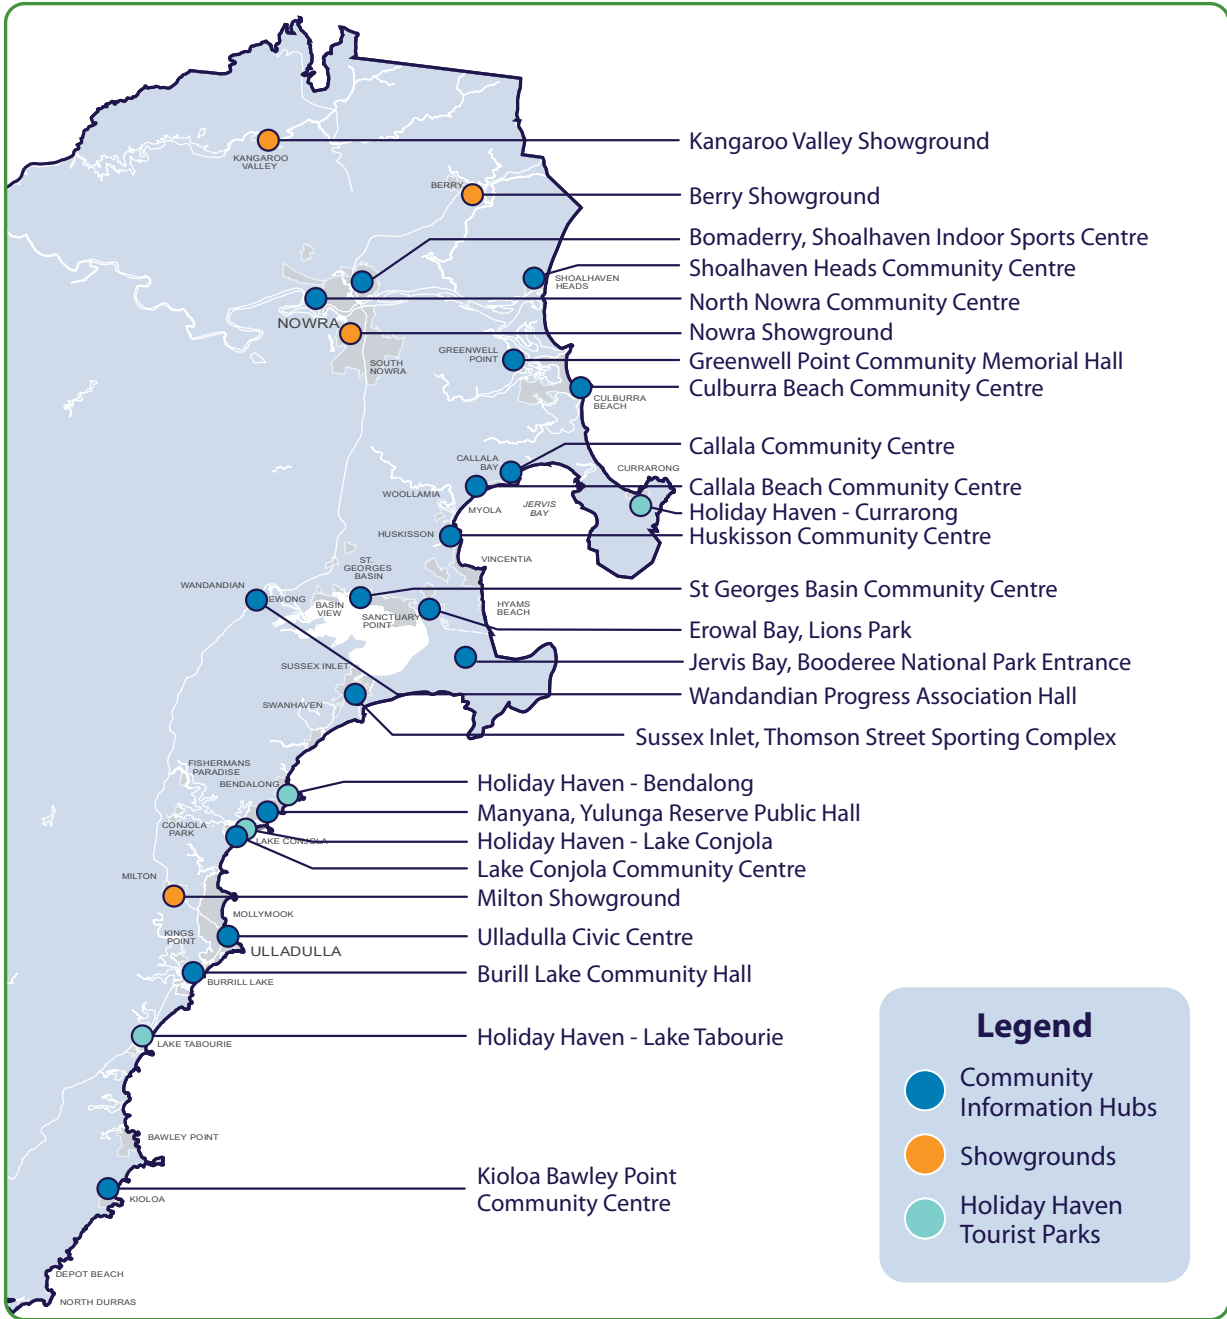 Kangaroo Valley Showground
KANGAROO
VALLEY
BERRY
Berry Showground
Bomaderry, Shoalhaven Indoor Sports Centre
Shoalhaven Heads Community Centre
SHOALHAVEN
HEADS
North Nowra Community Centre
NOWRA
Nowra Showground
GREENWELL
POINT
SOUTH
NOWRA
Greenwell Point Community Memorial Hall
Culburra Beach Community Centre
CULBURRA
BEACH
Callala Community Centre
CALLALA
BAY
CURRARONG
WOOLLAMIA
Callala Beach Community Centre
MYOLA
JERVIS
BAY
Holiday Haven - Currarong
HUSKISSON
Huskisson Community Centre
VINCENTIA
ST.
GEORGES
BASIN
WANDANDIAN
St Georges Basin Community Centre
EWONG
BASIN
VIEW
SANCTUARY
POINT
HYAMS
BEACH
Erowal Bay, Lions Park
SUSSEX INLET
Jervis Bay, Booderee National Park Entrance
SWANHAVEN
Wandandian Progress Association Hall
Sussex Inlet, Thomson Street Sporting Complex
FISHERMANS
PARADISE
BENDALONG
Holiday Haven - Bendalong
Manyana, Yulunga Reserve Public Hall
CONJOLA
PARK
LAKE CONJOLA
Holiday Haven - Lake Conjola
Lake Conjola Community Centre
MILTON
Milton Showground
MOLLYMOOK
KINGS
POINT
Ulladulla Civic Centre
ULLADULLA
Burill Lake Community Hall
BURRILL LAKE
Holiday Haven - Lake Tabourie
LAKE TABOURIE
BAWLEY POINT
Kioloa Bawley Point
Community Centre
KIOLOA
DEPOT BEACH
NORTH DURRAS
Legend
Community
Information Hubs
Showgrounds
Holiday Haven
Tourist Parks